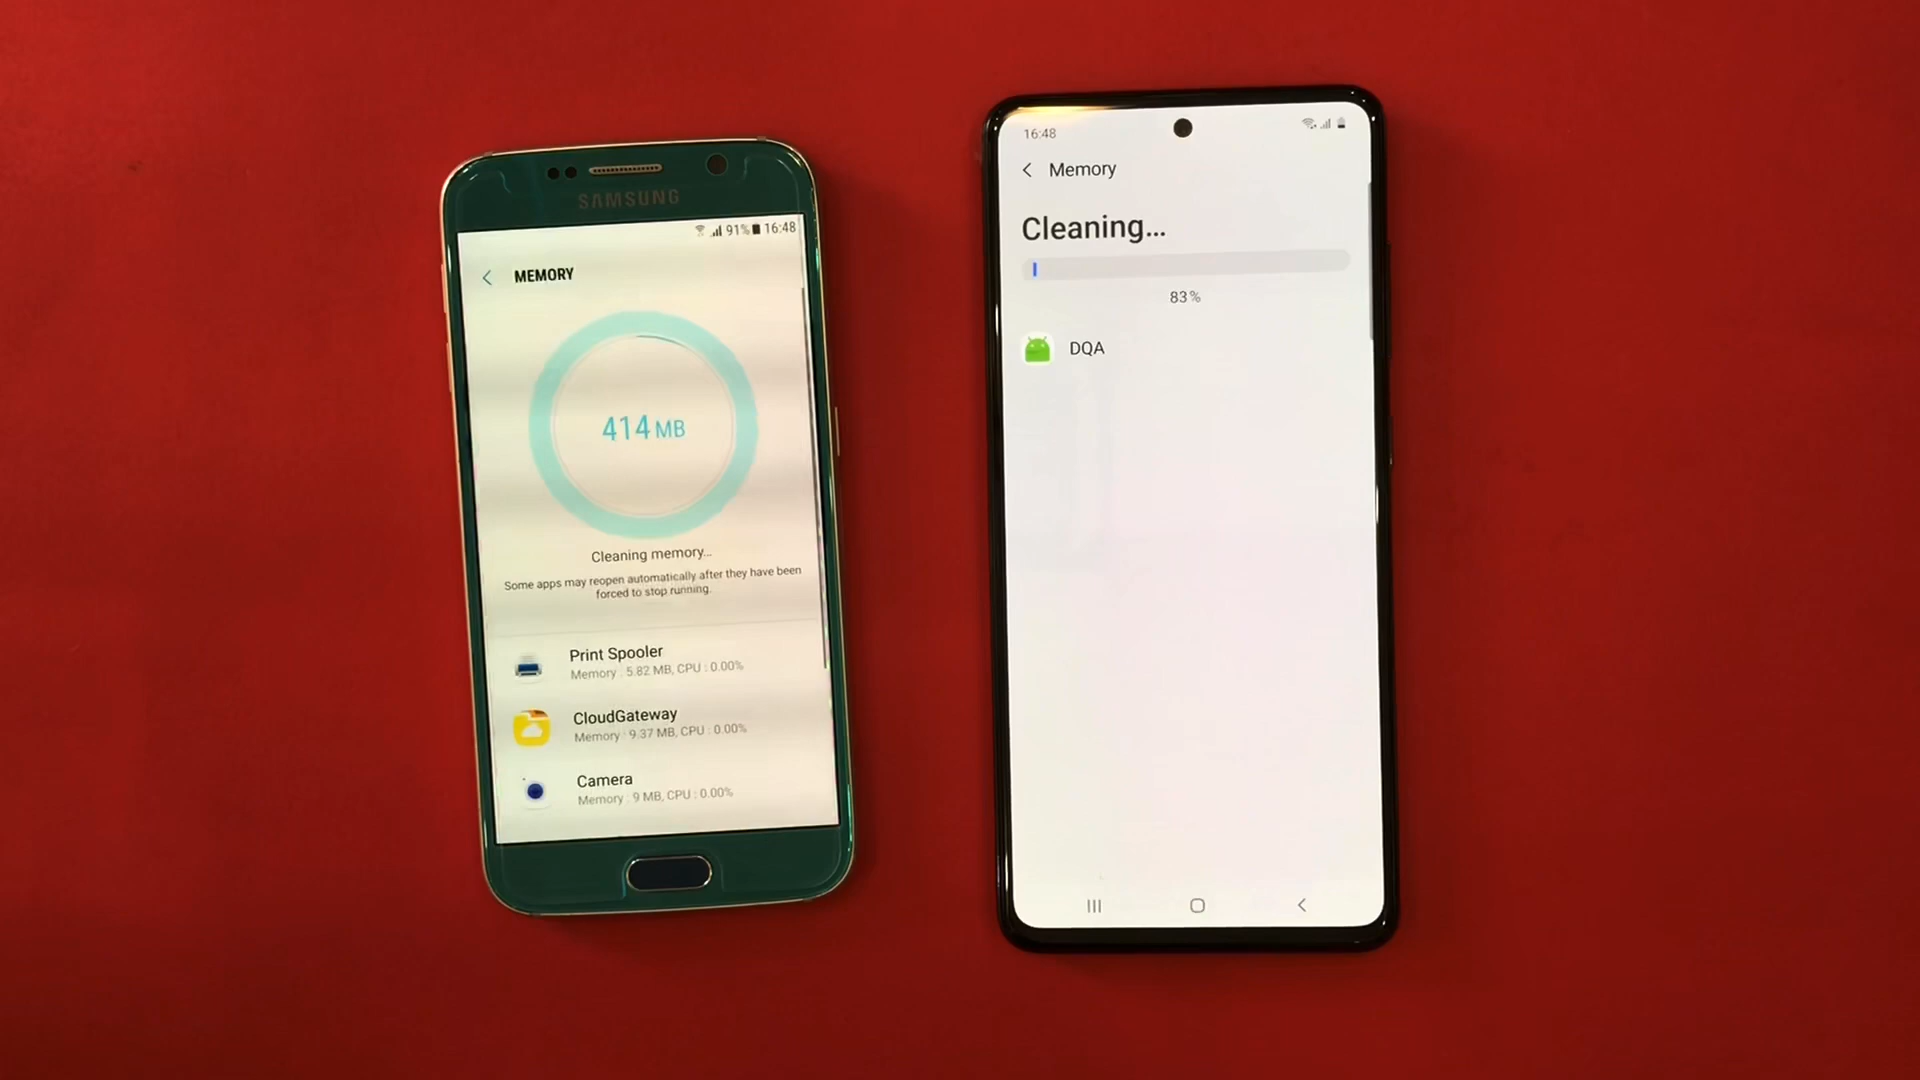 SAMSUNG
91% 16:48
MEMORY
414 MB
Cleaning memory...
Some apps may reopen automatically after they have been
forced to stop running.
Print Spooler
Memory : 5.82 MB, CPU : 0.00%
CloudGateway
Memory : 9.37 MB, CPU : 0.00%
Camera
Memory : 9 MB, CPU : 0.00%
16:48
Memory
Cleaning...
83%
DQA